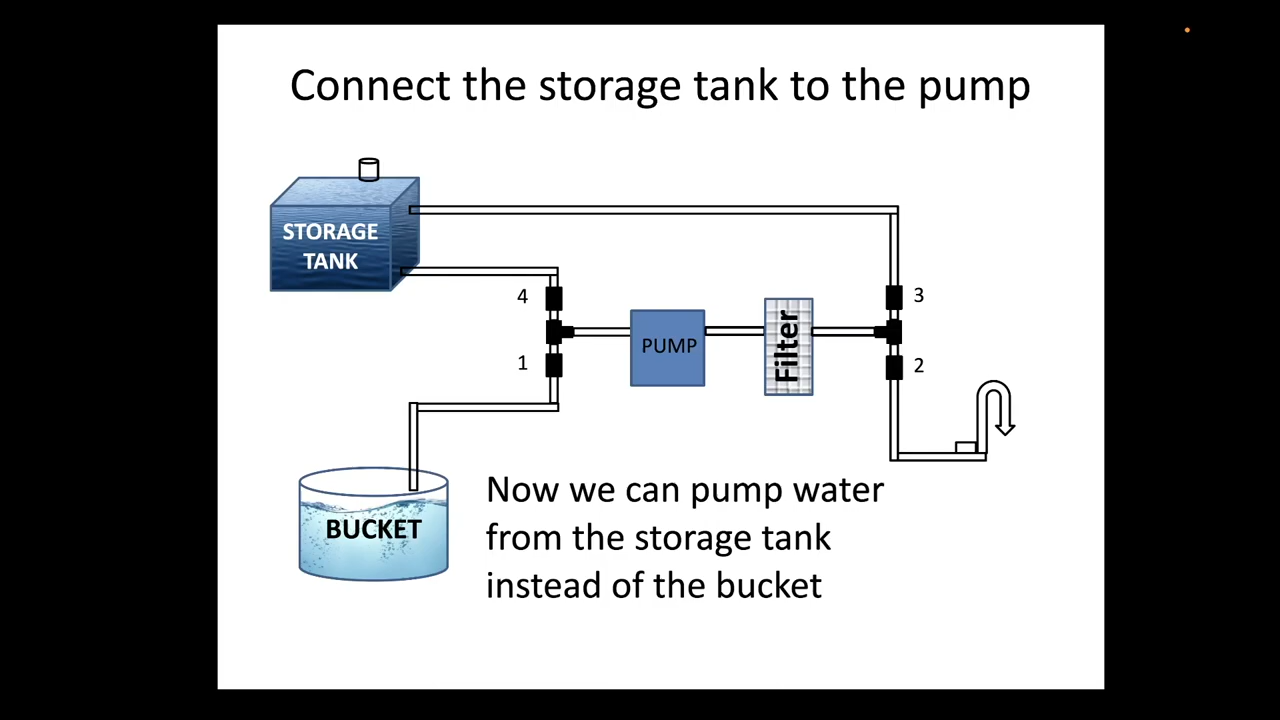 Connect the storage tank to the pump
STORAGE
TANK
4
3
PUMP
Filter
1
2
BUCKET
Now we can pump water
from the storage tank
instead of the bucket